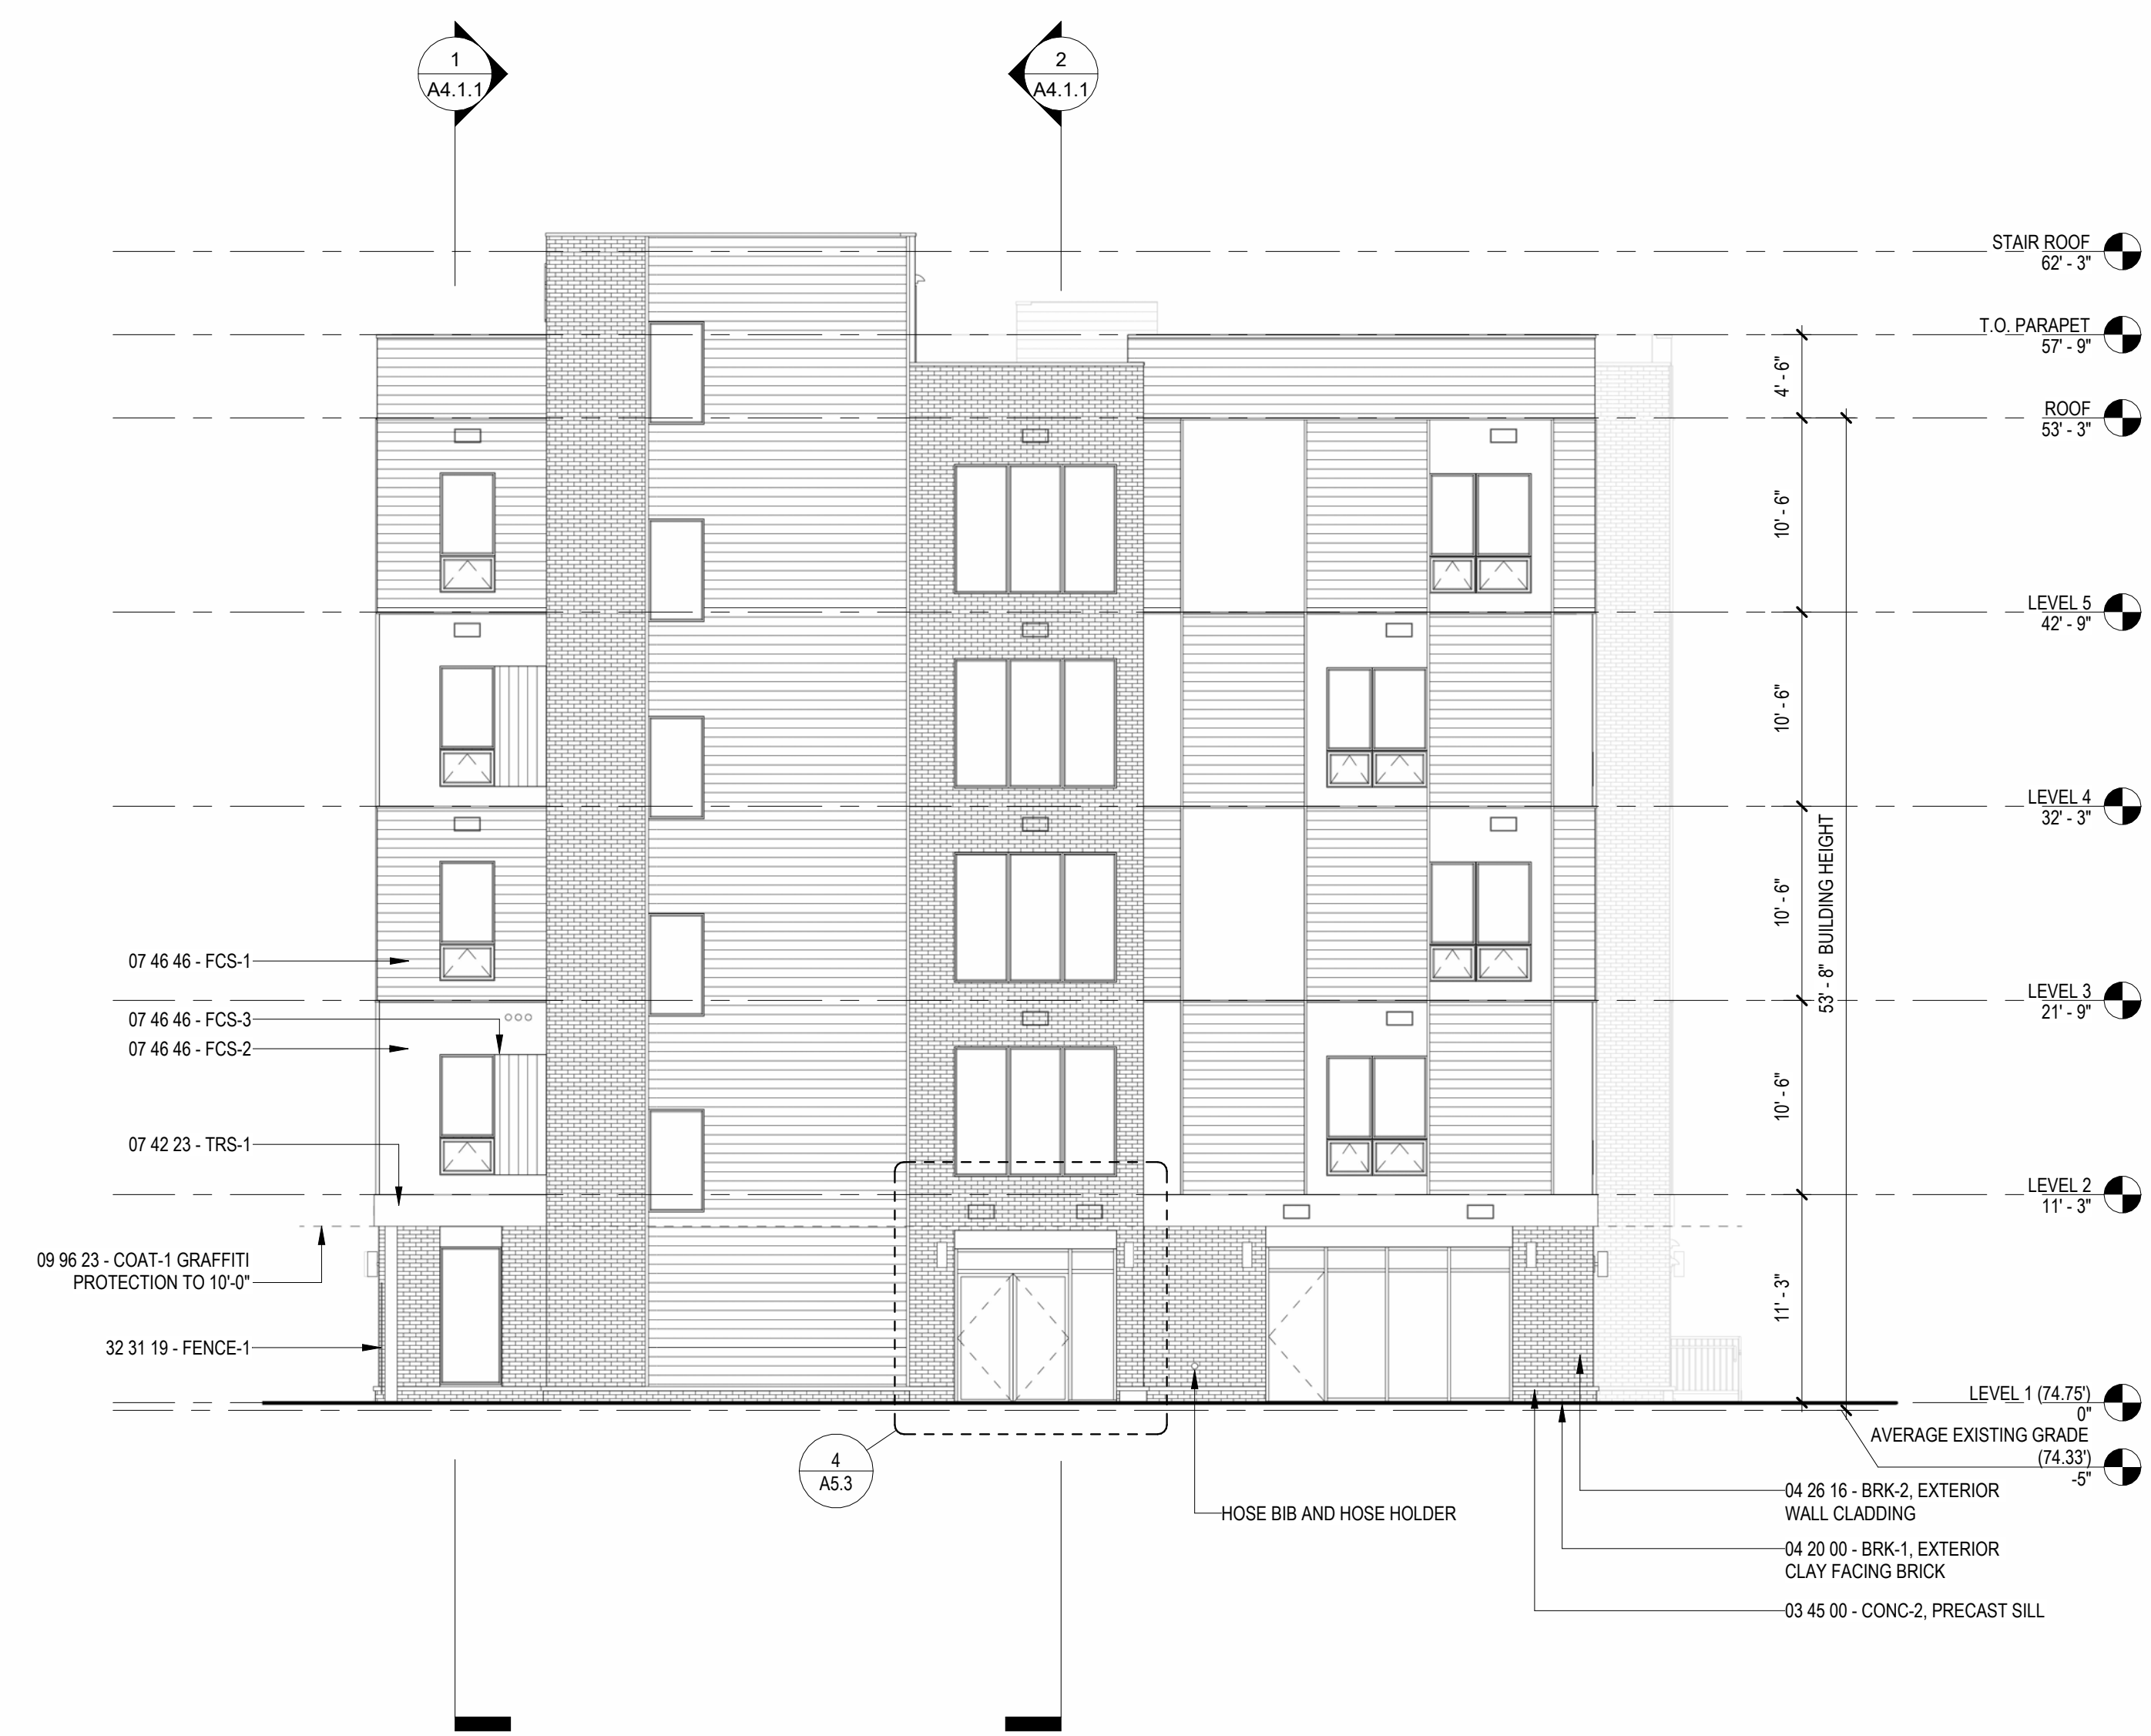 1
A4.1.1
2
A4.1.1
STAIR ROOF
62' - 3"
T.O. PARAPET
57' - 9"
4' - 6"
ROOF
53' - 3"
10' - 6"
LEVEL 5
42' - 9"
10' - 6"
LEVEL 4
32' - 3"
10' - 6"
53' - 8" BUILDING HEIGHT
07 46 46 - FCS-1
LEVEL 3
21' - 9"
07 46 46 - FCS-3
07 46 46 - FCS-2
10' - 6"
07 42 23 - TRS-1
LEVEL 2
11' - 3"
09 96 23 - COAT-1 GRAFFITI
PROTECTION TO 10'-0"
11' - 3"
32 31 19 - FENCE-1
LEVEL 1 (74.75')
0"
AVERAGE EXISTING GRADE
(74.33')
-5"
4
A5.3
HOSE BIB AND HOSE HOLDER
04 26 16 - BRK-2, EXTERIOR
WALL CLADDING
04 20 00 - BRK-1, EXTERIOR
CLAY FACING BRICK
03 45 00 - CONC-2, PRECAST SILL